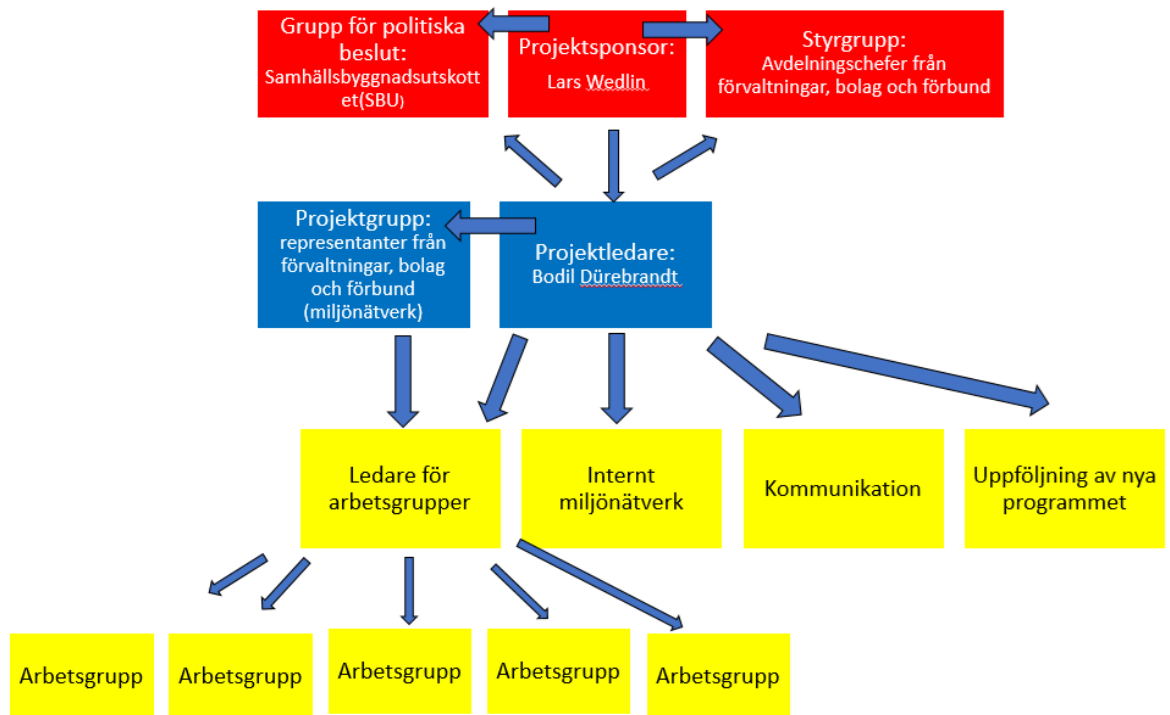 Grupp för politiska
beslut:
Samhällsbyggnadsutskott
et(SBU)
Projektsponsor:
Lars Wedlin
Styrgrupp:
Avdelningschefer från
förvaltningar, bolag och förbund
Projektgrupp:
representanter från
förvaltningar, bolag
och förbund
(miljönätverk)
Projektledare:
Bodil Dürebrandt
Ledare för
arbetsgrupper
Internt
miljönätverk
Kommunikation
Uppföljning av nya
programmet
Arbetsgrupp
Arbetsgrupp
Arbetsgrupp
Arbetsgrupp
Arbetsgrupp